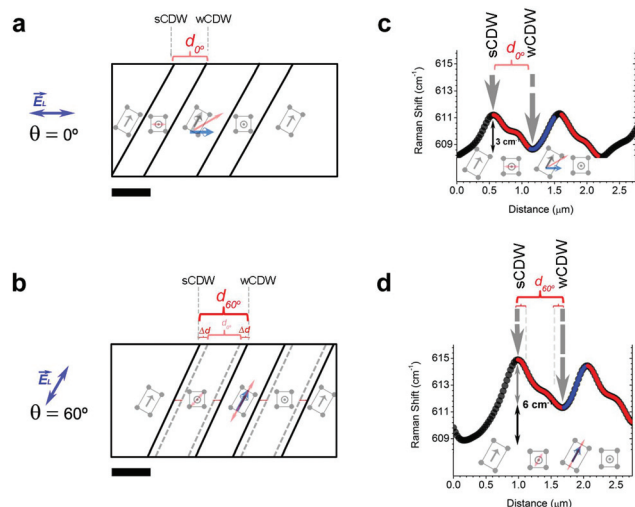 a
sCDW wCDW
d0º
EL
θ = 0º
b
sCDW wCDW
d60º
Δd d0º Δd
EL
θ = 60º
c
sCDW
wCDW
d0º
615
613
611
609
Raman Shift (cm-1)
3 cm-1
0.0 0.5 1.0 1.5 2.0 2.5
Distance (μm)
d
sCDW
wCDW
d60º
615
613
611
609
Raman Shift (cm-1)
6 cm-1
0.0 0.5 1.0 1.5 2.0 2.5
Distance (μm)